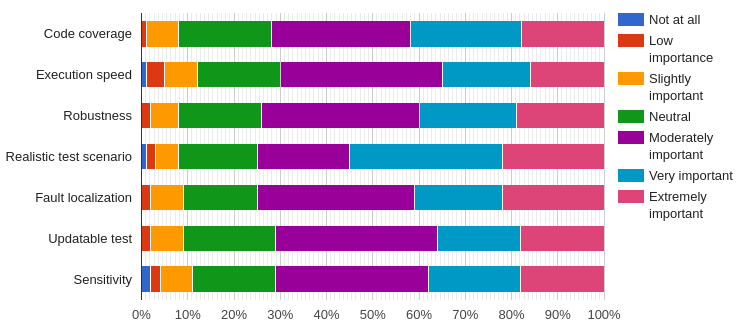 Code coverage
Execution speed
Robustness
Realistic test scenario
Fault localization
Updatable test
Sensitivity
0% 10% 20% 30% 40% 50% 60% 70% 80% 90% 100%
Not at all
Low
importance
Slightly
important
Neutral
Moderately
important
Very important
Extremely
important